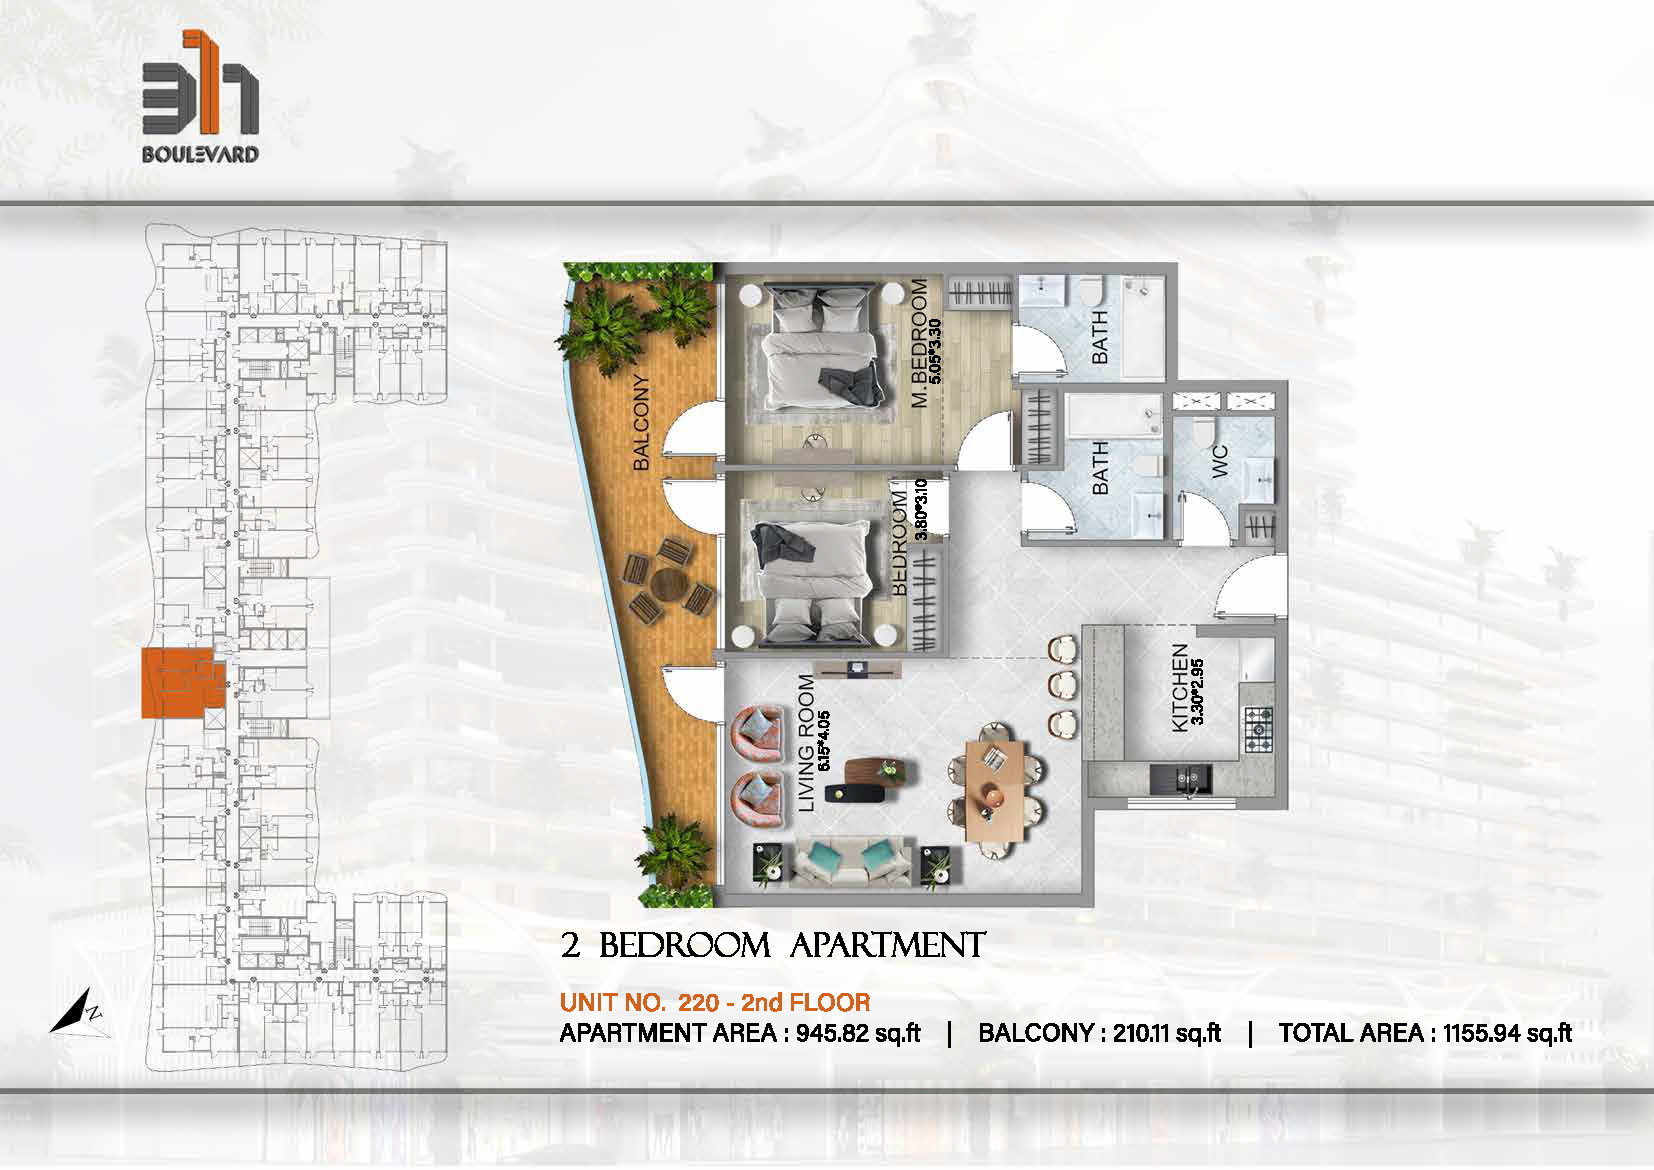 311
BOULEVARD
BALCONY
M.BEDROOM
5.05*3.30
BATH
BATH
WC
BEDROOM
3.80*3.10
LIVING ROOM
6.15*4.05
KITCHEN
3.30*2.95
N
2 BEDROOM APARTMENT
UNIT NO. 220 - 2nd FLOOR
APARTMENT AREA : 945.82 sq.ft | BALCONY : 210.11 sq.ft | TOTAL AREA : 1155.94 sq.ft